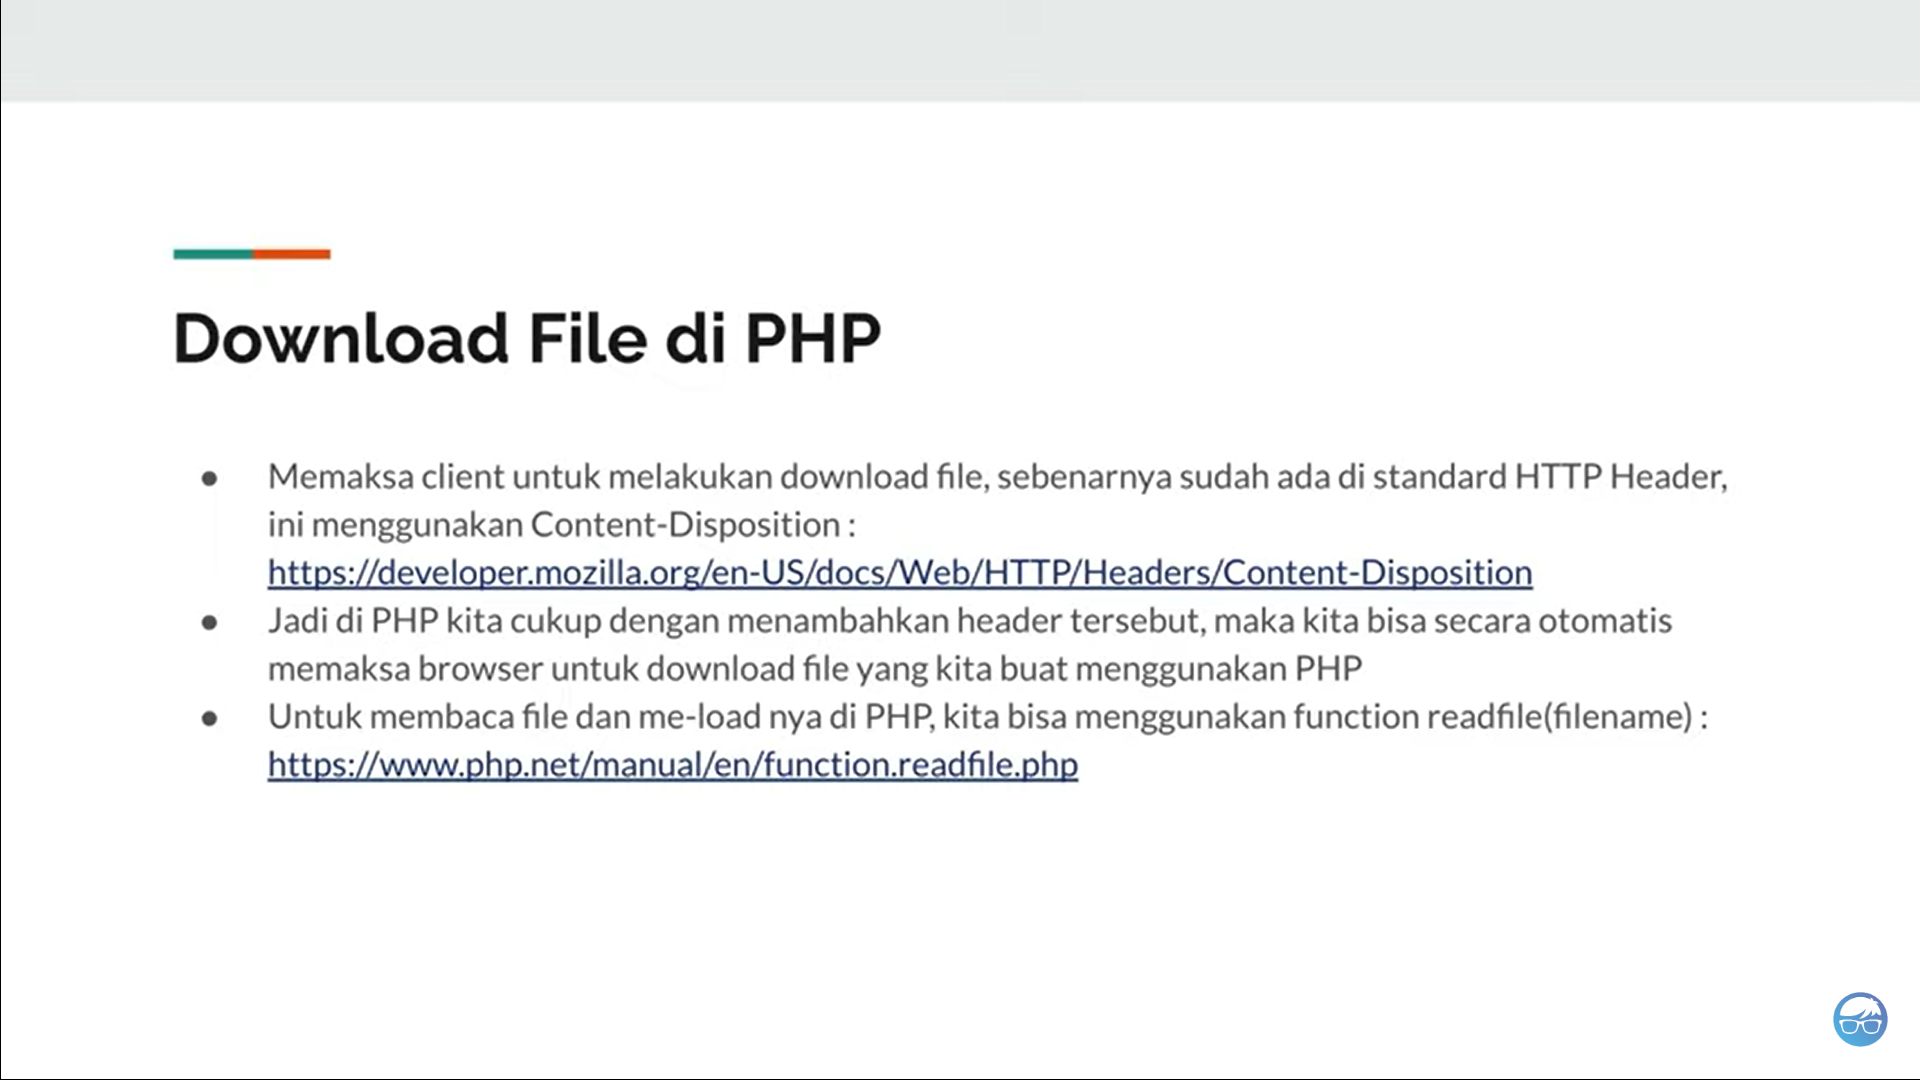 Download File di PHP
● Memaksa client untuk melakukan download file, sebenarnya sudah ada di standard HTTP Header,
ini menggunakan Content-Disposition :
https://developer.mozilla.org/en-US/docs/Web/HTTP/Headers/Content-Disposition
● Jadi di PHP kita cukup dengan menambahkan header tersebut, maka kita bisa secara otomatis
memaksa browser untuk download file yang kita buat menggunakan PHP
● Untuk membaca file dan me-load nya di PHP, kita bisa menggunakan function readfile(filename) :
https://www.php.net/manual/en/function.readfile.php